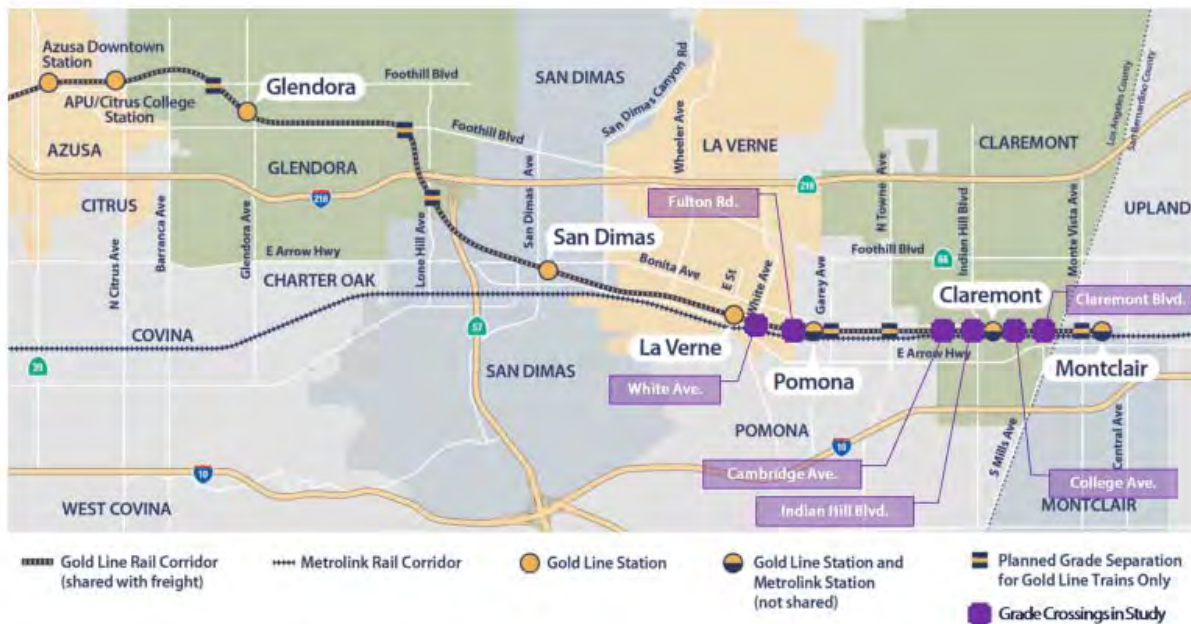 Azusa Downtown
Station
APU/Citrus College
Station
Glendora
Foothill Blvd
Foothill Blvd
SAN DIMAS
San Dimas Canyon Rd
Wheeler Ave
LA VERNE
CLAREMONT
Los Angeles County
San Bernardino County
AZUSA
GLENDORA
210
210
CITRUS
N Citrus Ave
Barranca Ave
Glendora Ave
E Arrow Hwy
Lone Hill Ave
San Dimas Ave
Fulton Rd.
N Towne Ave
Indian Hill Blvd
Monte Vista Ave
UPLAND
Foothill Blvd
66
San Dimas
Bonita Ave
E St
White Ave
Garey Ave
CHARTER OAK
Claremont
Claremont Blvd.
COVINA
39
57
La Verne
E Arrow Hwy
Pomona
Montclair
White Ave.
SAN DIMAS
POMONA
10
S Mills Ave
Central Ave
Cambridge Ave.
College Ave.
10
Indian Hill Blvd.
WEST COVINA
MONTCLAIR
Gold Line Rail Corridor
(shared with freight)
Metrolink Rail Corridor
Gold Line Station
Gold Line Station and
Metrolink Station
(not shared)
Planned Grade Separation
for Gold Line Trains Only
Grade Crossings in Study